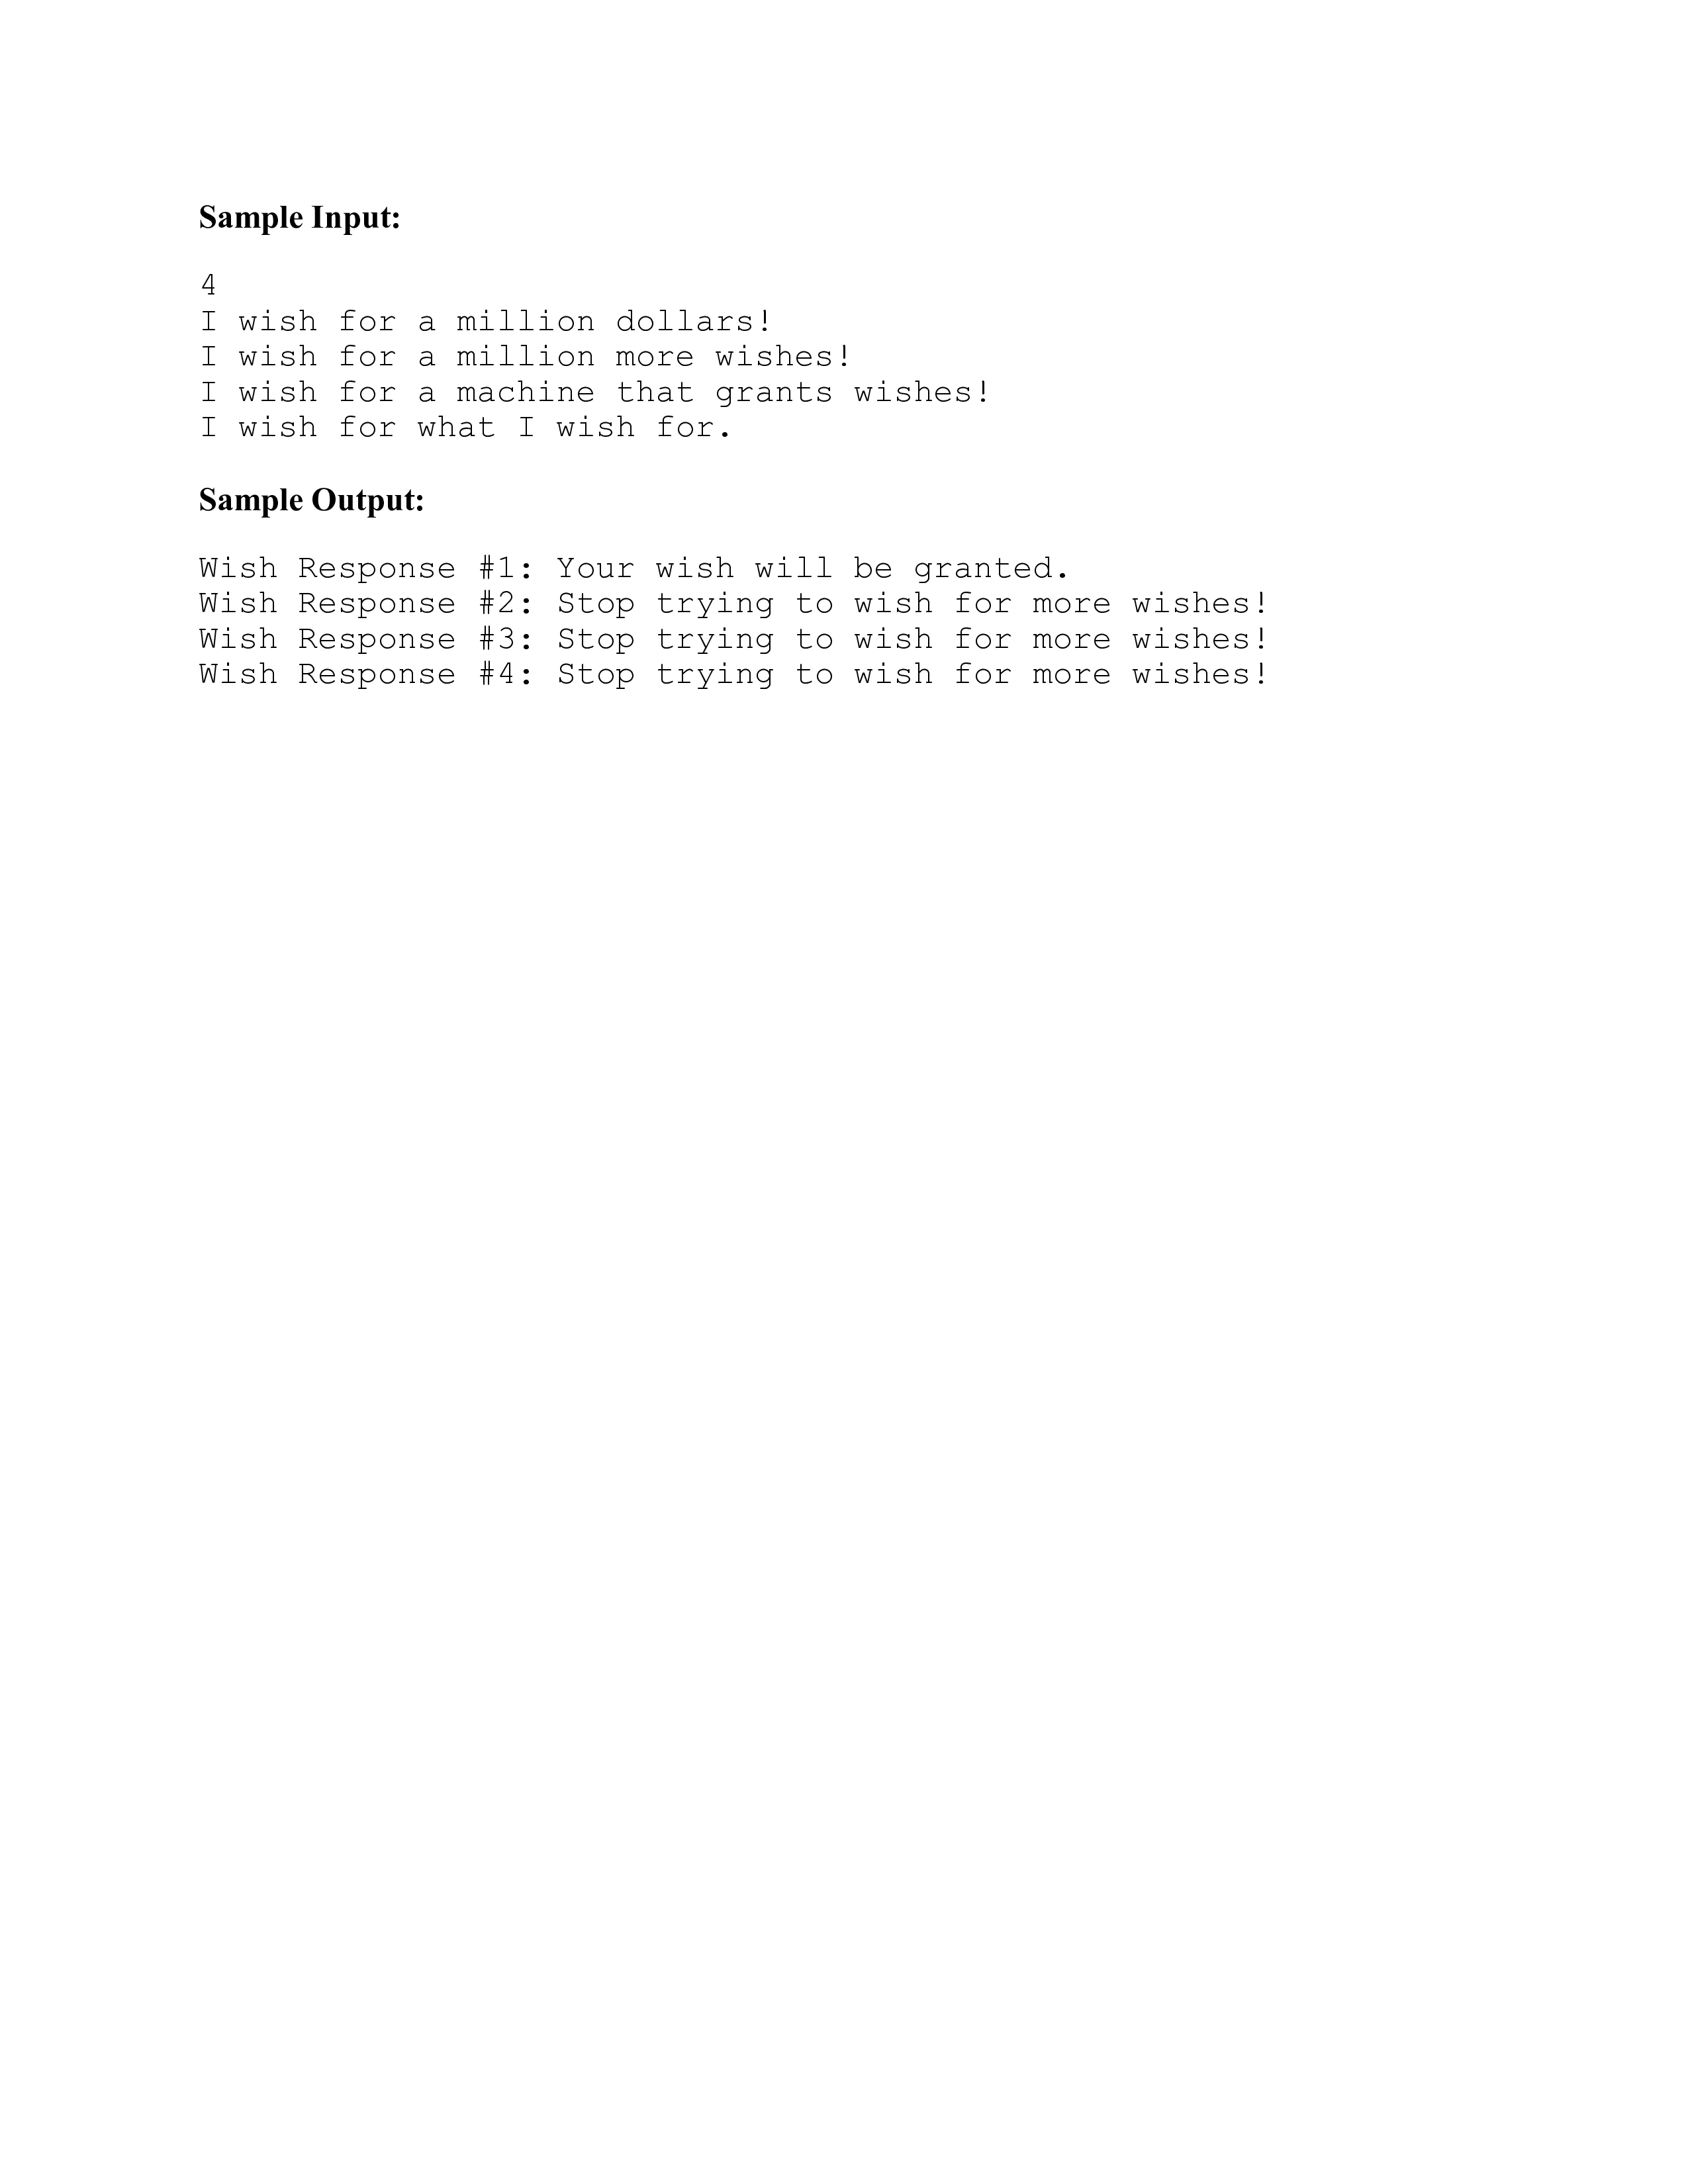 Sample Input:
4
I wish for a million dollars!
I wish for a million more wishes!
I wish for a machine that grants wishes!
I wish for what I wish for.
Sample Output:
Wish Response #1: Your wish will be granted.
Wish Response #2: Stop trying to wish for more wishes!
Wish Response #3: Stop trying to wish for more wishes!
Wish Response #4: Stop trying to wish for more wishes!